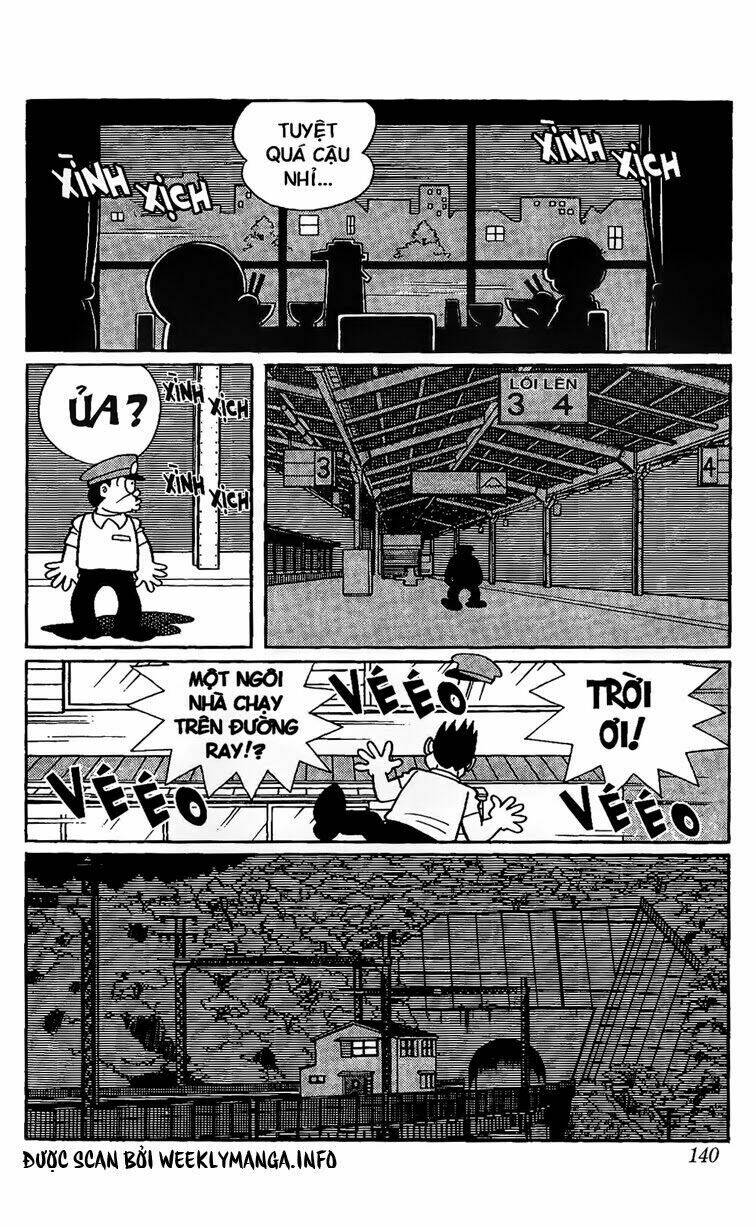 XÌNH
XỊCH
TUYỆT
QUÁ CẬU
NHỈ...
XÌNH
XỊCH
ỦA?
XÌNH
XỊCH
XÌNH
XỊCH
LỐI LÊN
3 4
3
4
MỘT NGÔI
NHÀ CHẠY
TRÊN ĐƯỜNG
RAY!?
VÉÉO
TRỜI
ƠI!
VÉÉO
VÉÉO
ĐƯỢC SCAN BỞI WEEKLYMANGA.INFO
140